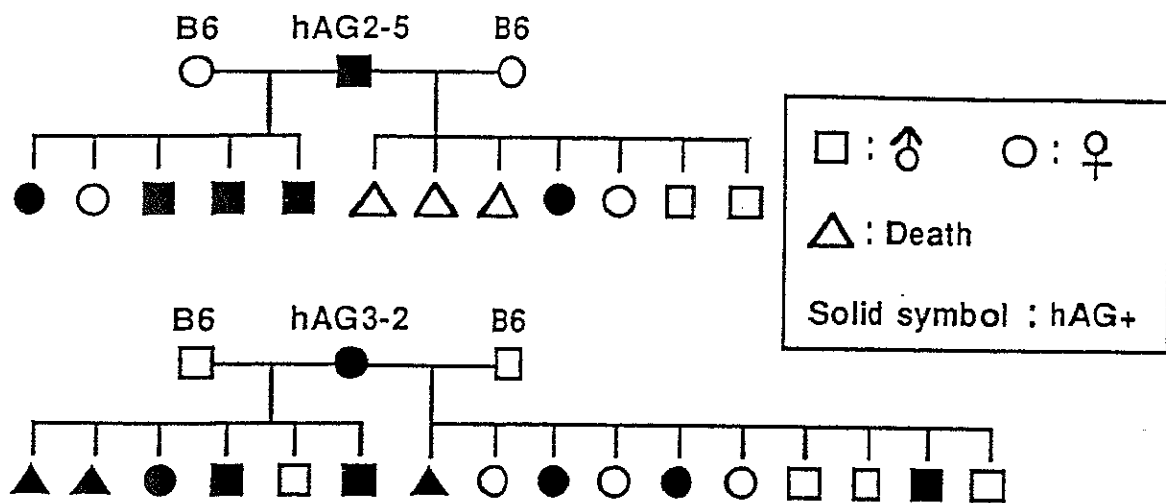 B6 hAG2-5 B6
□ : ♂ ○ : ♀
△ : Death
Solid symbol : hAG+
B6 hAG3-2 B6